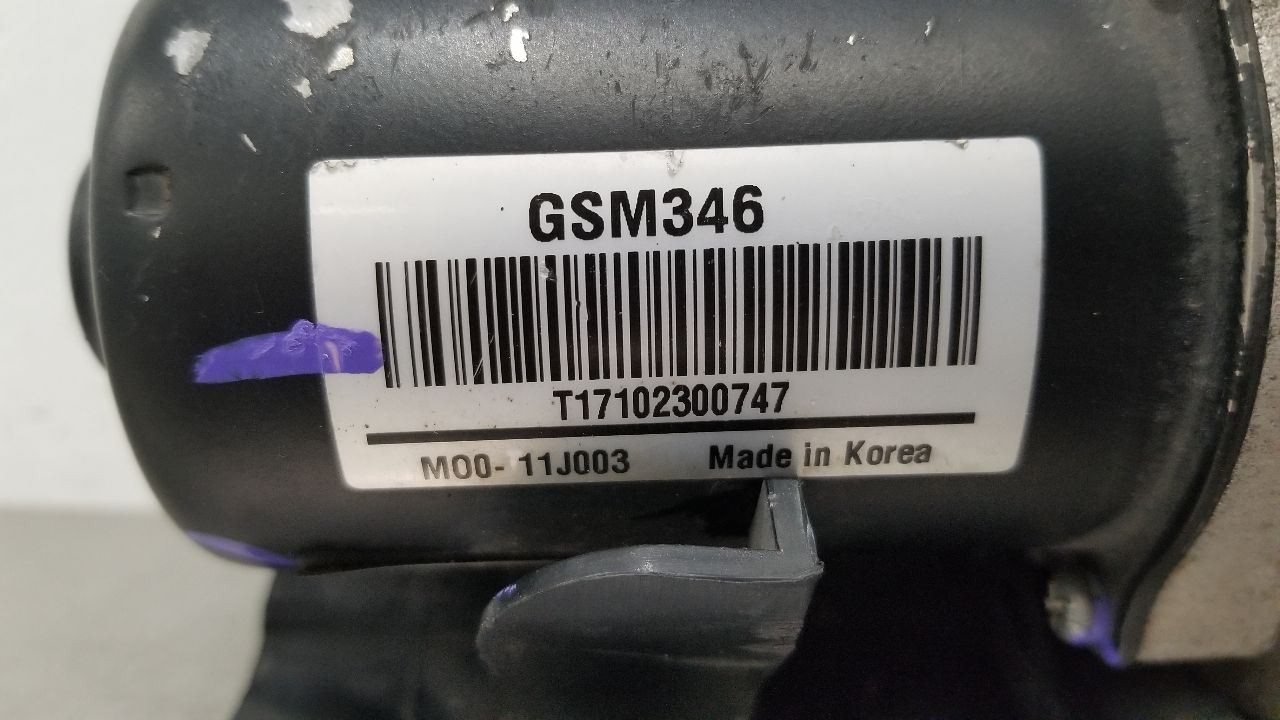 GSM346
T17102300747
MO0- 11J003 Made in Korea